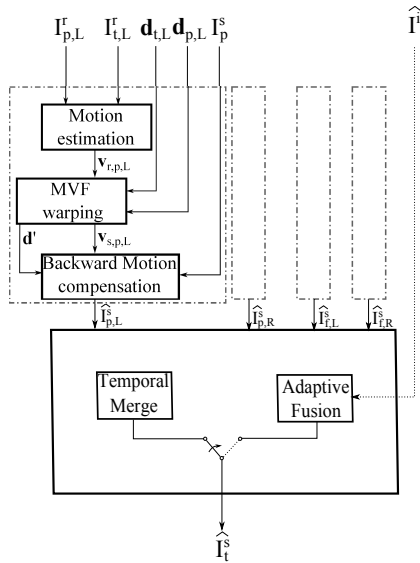 I^r_{p,L} I^r_{t,L} d_{t,L} d_{p,L} I^s_p Î^i
Motion
estimation
v_{r,p,L}
MVF
warping
d' v_{s,p,L}
Backward Motion
compensation
Î^s_{p,L} Î^s_{p,R} Î^s_{f,L} Î^s_{f,R}
Temporal
Merge
Adaptive
Fusion
Î^s_t